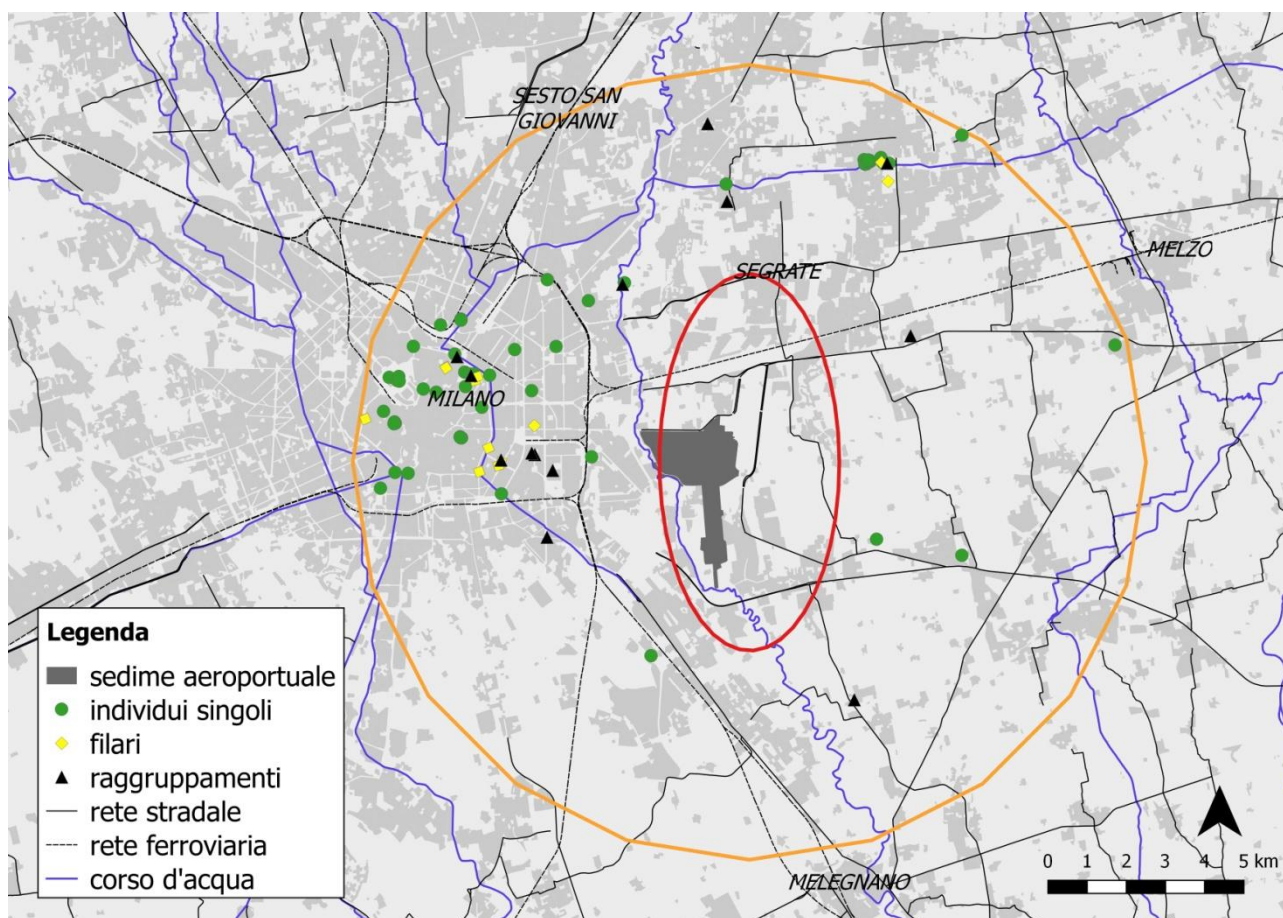 SESTO SAN
GIOVANNI
MELZO
SEGRATE
MILANO
Legenda
sedime aeroportuale
individui singoli
filari
raggruppamenti
rete stradale
rete ferroviaria
corso d'acqua
0 1 2 3 4 5 km
MELEGNANO